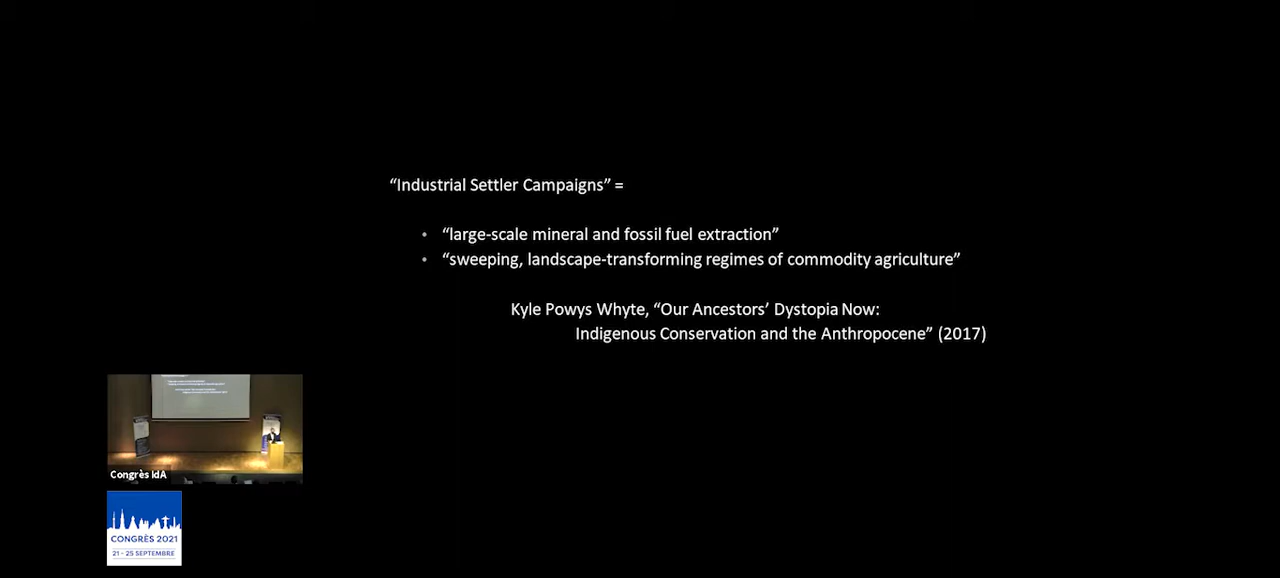 “Industrial Settler Campaigns” =
• “large-scale mineral and fossil fuel extraction”
• “sweeping, landscape-transforming regimes of commodity agriculture”
Kyle Powys Whyte, “Our Ancestors’ Dystopia Now:
Indigenous Conservation and the Anthropocene” (2017)
Congrès IdA
CONGRÈS 2021
21 - 25 SEPTEMBRE